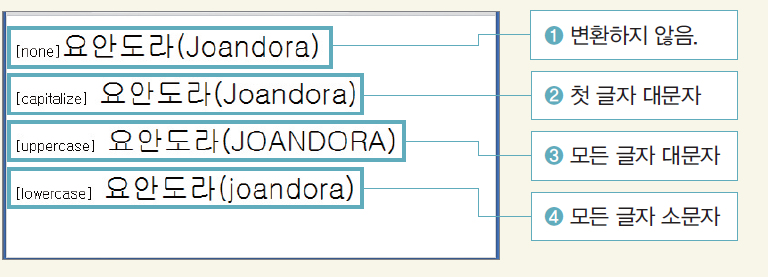 [none]요안도라(Joandora)
❶ 변환하지 않음.
[capitalize] 요안도라(Joandora)
❷ 첫 글자 대문자
[uppercase] 요안도라(JOANDORA)
❸ 모든 글자 대문자
[lowercase] 요안도라(joandora)
❹ 모든 글자 소문자